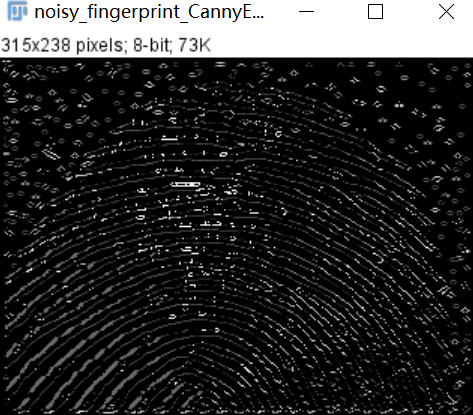 noisy_fingerprint_CannyE...
315x238 pixels; 8-bit; 73K